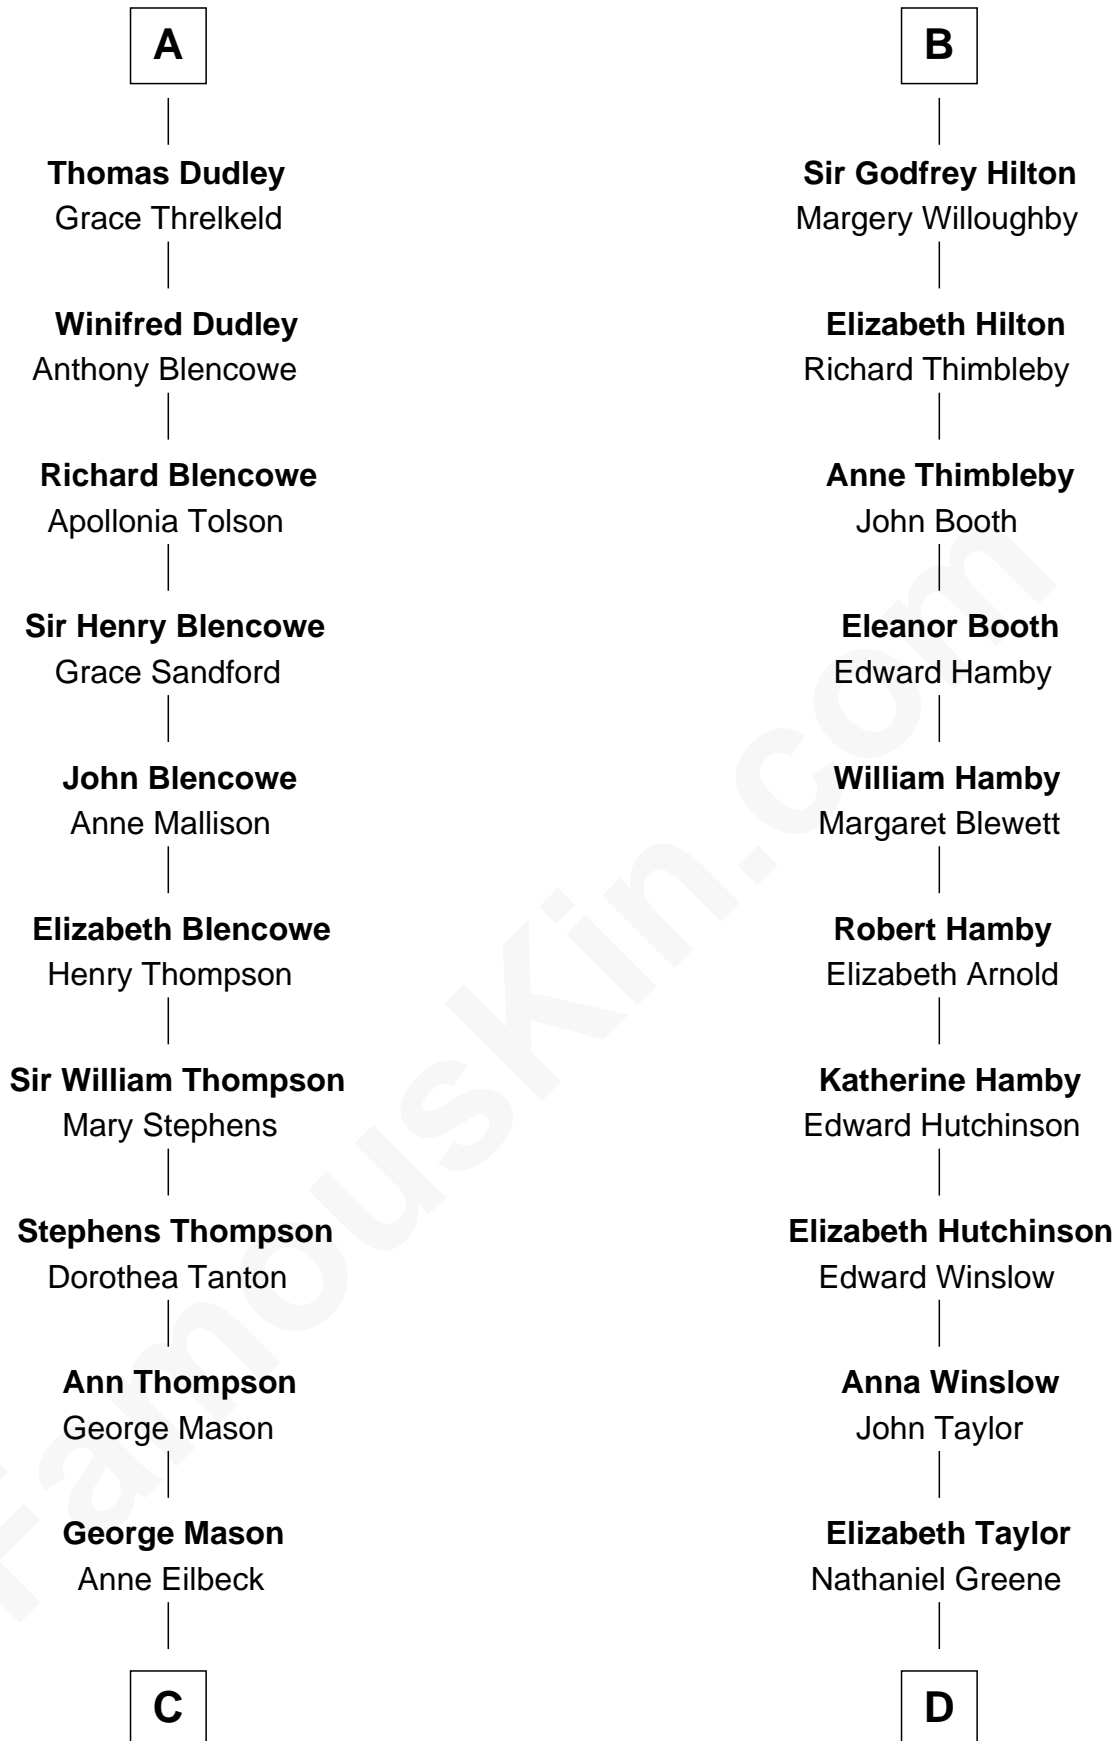 A
Thomas Dudley
Grace Threlkeld
Winifred Dudley
Anthony Blencowe
Richard Blencowe
Apollonia Tolson
Sir Henry Blencowe
Grace Sandford
John Blencowe
Anne Mallison
Elizabeth Blencowe
Henry Thompson
Sir William Thompson
Mary Stephens
Stephens Thompson
Dorothea Tanton
Ann Thompson
George Mason
George Mason
Anne Eilbeck
C
B
Sir Godfrey Hilton
Margery Willoughby
Elizabeth Hilton
Richard Thimbleby
Anne Thimbleby
John Booth
Eleanor Booth
Edward Hamby
William Hamby
Margaret Blewett
Robert Hamby
Elizabeth Arnold
Katherine Hamby
Edward Hutchinson
Elizabeth Hutchinson
Edward Winslow
Anna Winslow
John Taylor
Elizabeth Taylor
Nathaniel Greene
D
FamousKin.com